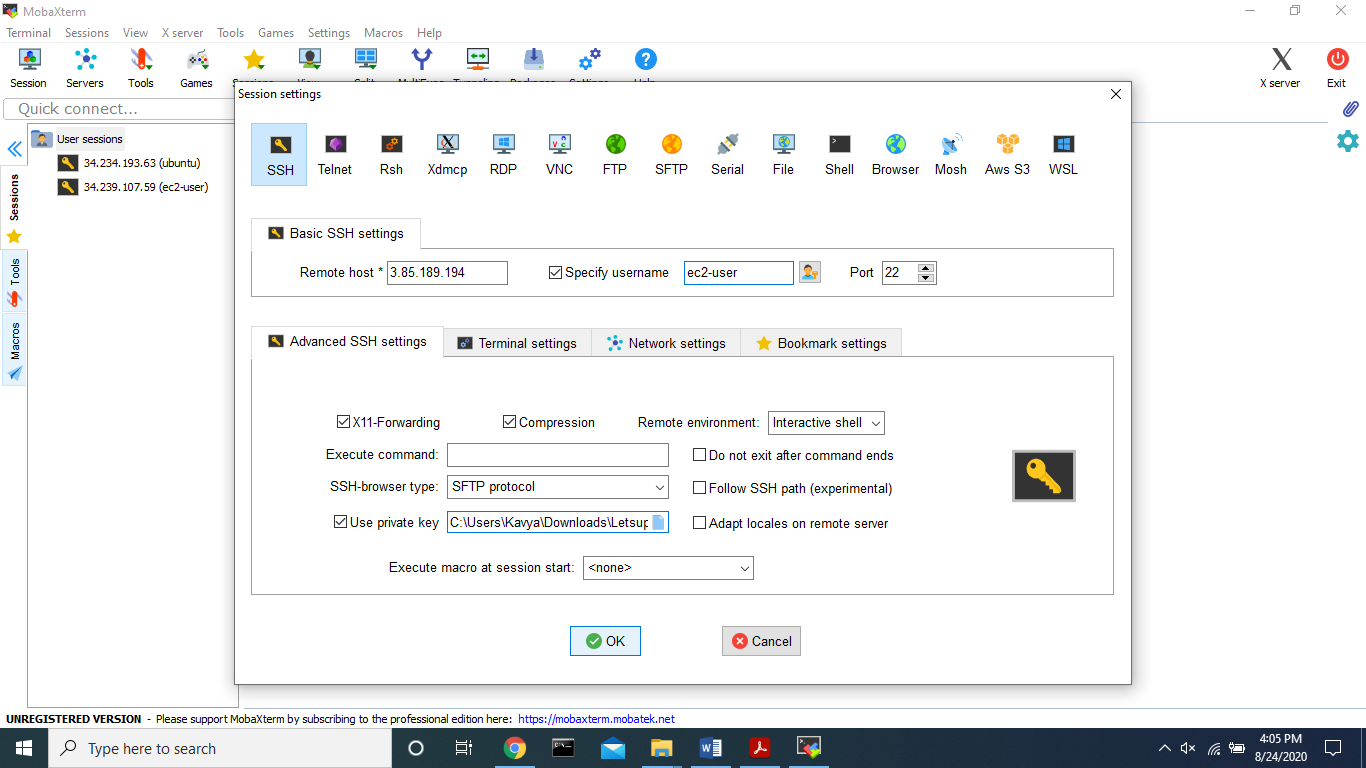 MobaXterm
Terminal Sessions View X server Tools Games Settings Macros Help
Session Servers Tools Games X server Exit
Quick connect...
Session settings
User sessions
34.234.193.63 (ubuntu)
34.239.107.59 (ec2-user)
Sessions
Tools
Macros
SSH Telnet Rsh Xdmcp RDP VNC FTP SFTP Serial File Shell Browser Mosh Aws S3 WSL
Basic SSH settings
Remote host * 3.85.189.194 Specify username ec2-user Port 22
Advanced SSH settings Terminal settings Network settings Bookmark settings
X11-Forwarding Compression Remote environment: Interactive shell
Execute command: Do not exit after command ends
SSH-browser type: SFTP protocol Follow SSH path (experimental)
Use private key C:\Users\Kavya\Downloads\Letsup Adapt locales on remote server
Execute macro at session start: <none>
OK Cancel
UNREGISTERED VERSION - Please support MobaXterm by subscribing to the professional edition here: https://mobaxterm.mobatek.net
Type here to search
4:05 PM
8/24/2020